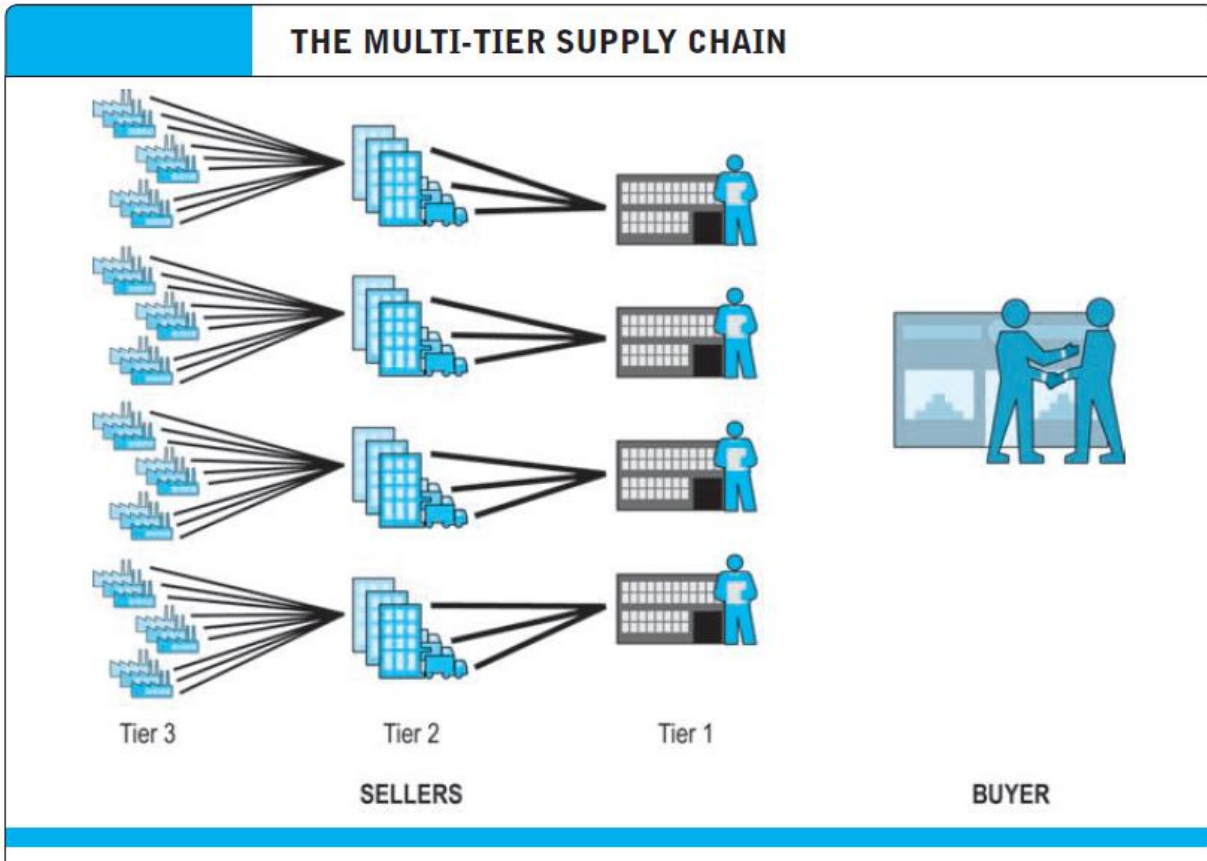 THE MULTI-TIER SUPPLY CHAIN
Tier 3
Tier 2
Tier 1
SELLERS
BUYER